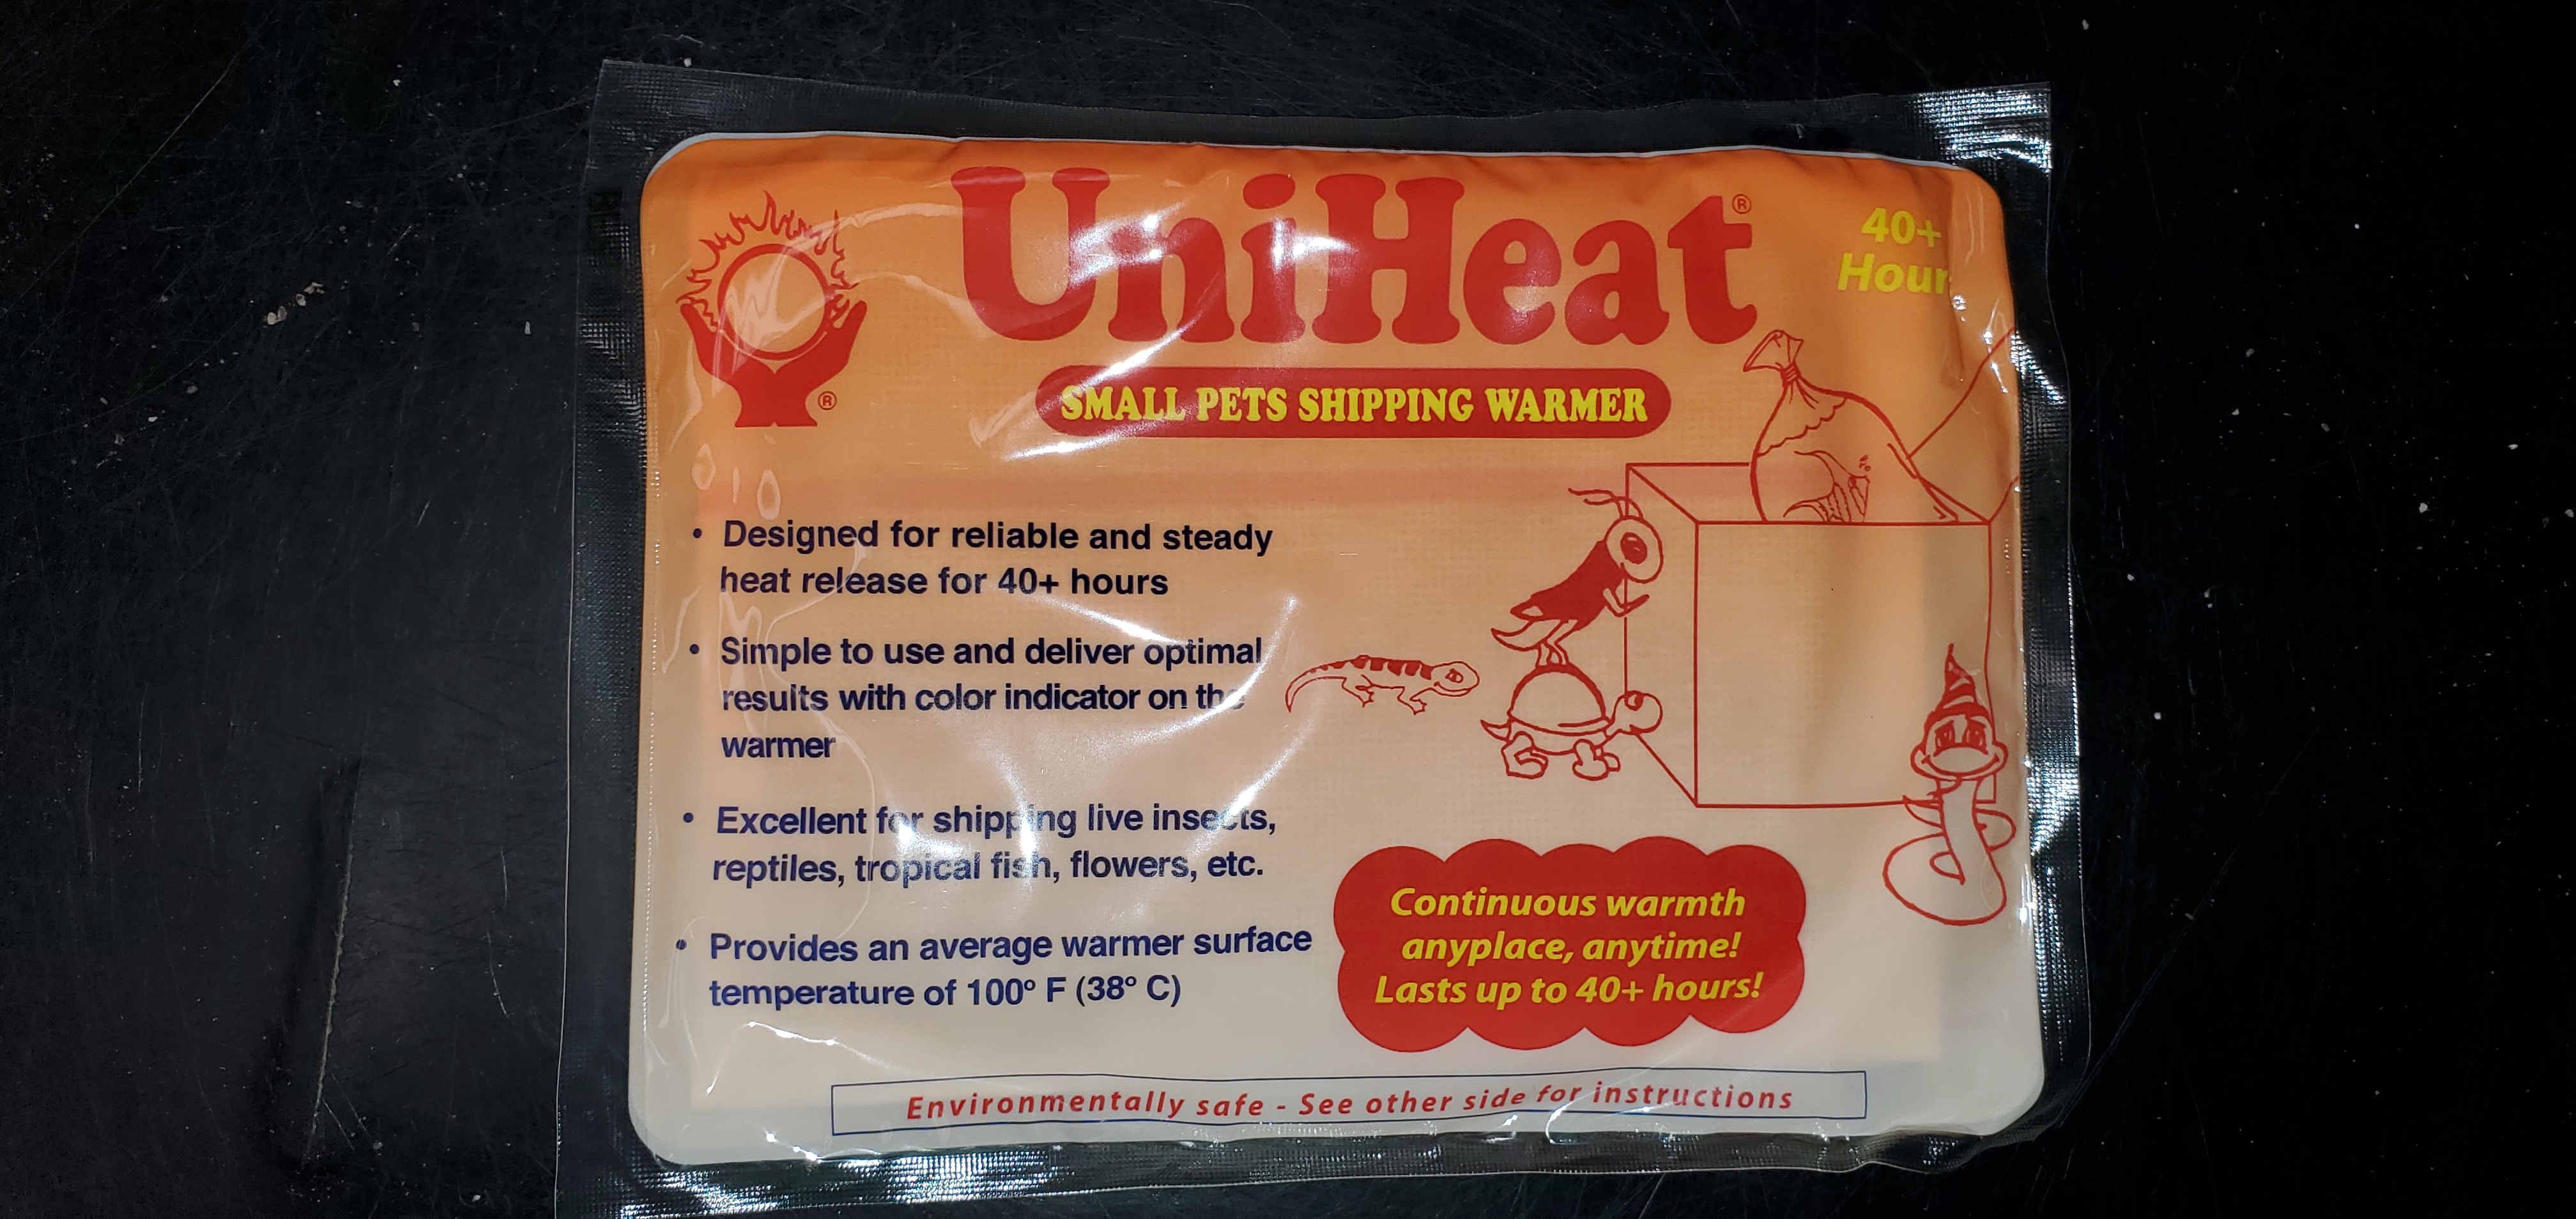 UniHeat®
40+
Hour
SMALL PETS SHIPPING WARMER
®
• Designed for reliable and steady
heat release for 40+ hours
• Simple to use and deliver optimal
results with color indicator on the
warmer
• Excellent for shipping live insects,
reptiles, tropical fish, flowers, etc.
• Provides an average warmer surface
temperature of 100° F (38° C)
Continuous warmth
anyplace, anytime!
Lasts up to 40+ hours!
Environmentally safe - See other side for instructions